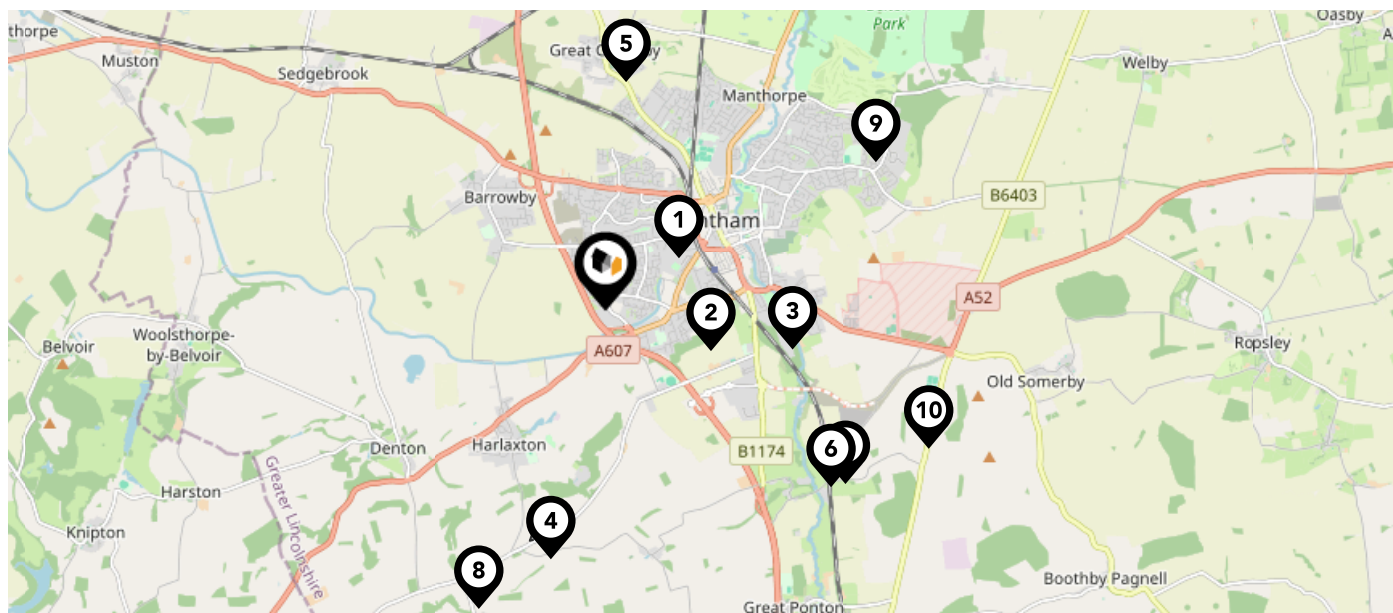 thorpe
Muston
Sedgebrook
Great
5
Park
Oasby
Welby
Manthorpe
9
Barrowby
B6403
1
ntham
2
3
A52
A607
Woolsthorpe-
by-Belvoir
Belvoir
Ropsley
Old Somerby
10
Denton
Harlaxton
B1174
6
Harston
Greater Lincolnshire
Knipton
4
8
Boothby Pagnell
Great Ponton